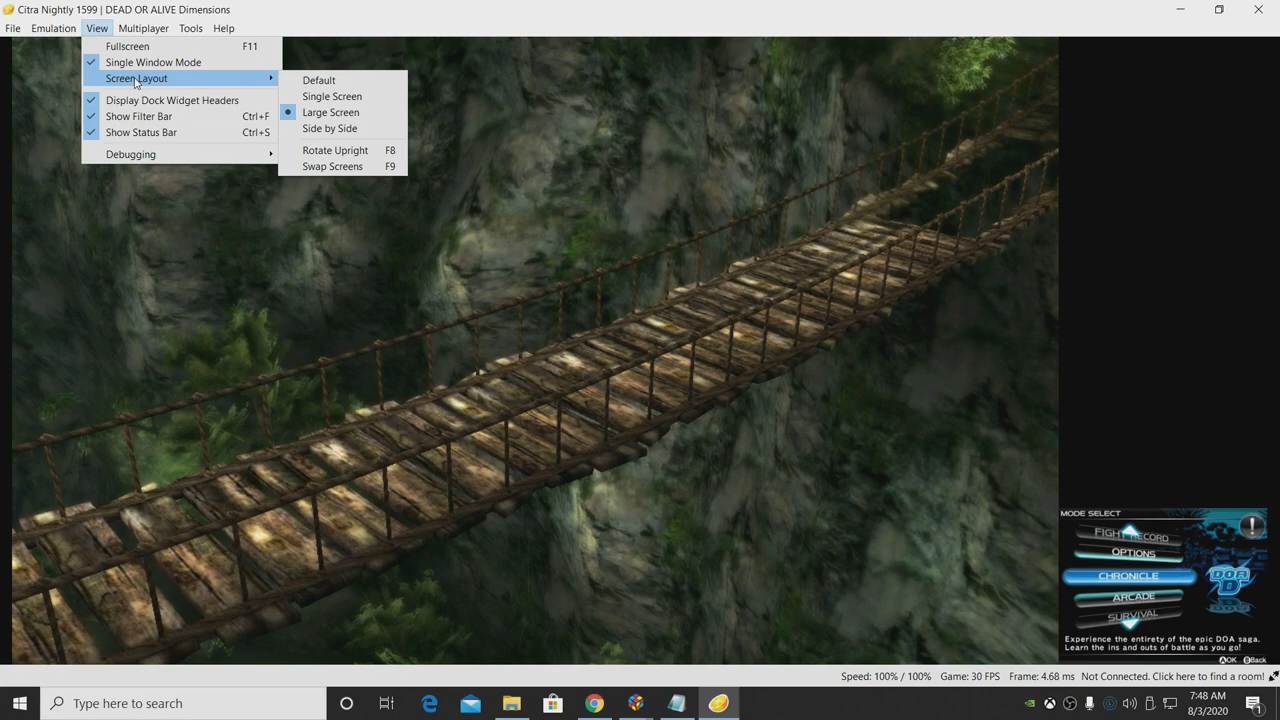 Citra Nightly 1599 | DEAD OR ALIVE Dimensions
File Emulation View Multiplayer Tools Help
Fullscreen F11
Single Window Mode
Screen Layout
Display Dock Widget Headers
Show Filter Bar Ctrl+F
Show Status Bar Ctrl+S
Debugging
Default
Single Screen
Large Screen
Side by Side
Rotate Upright F8
Swap Screens F9
MODE SELECT
FIGHT RECORD
OPTIONS
CHRONICLE
ARCADE
SURVIVAL
DOA
D
Experience the entirety of the epic DOA saga.
Learn the ins and outs of battle as you go!
A OK B Back
Speed: 100% / 100% Game: 30 FPS Frame: 4.68 ms Not Connected. Click here to find a room!
Type here to search
7:48 AM
8/3/2020
1